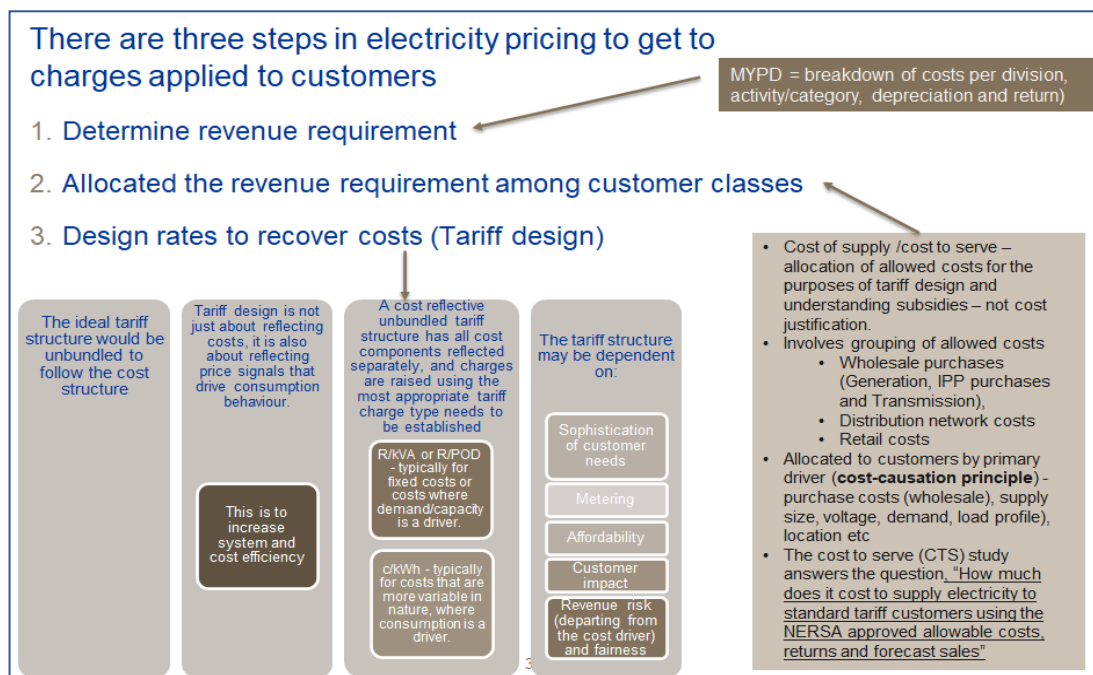 There are three steps in electricity pricing to get to
charges applied to customers
MYPD = breakdown of costs per division,
activity/category, depreciation and return)
1. Determine revenue requirement
2. Allocated the revenue requirement among customer classes
3. Design rates to recover costs (Tariff design)
The ideal tariff
structure would be
unbundled to
follow the cost
structure
Tariff design is not
just about reflecting
costs, it is also
about reflecting
price signals that
drive consumption
behaviour.
This is to
increase
system and
cost efficiency
A cost reflective
unbundled tariff
structure has all cost
components reflected
separately, and charges
are raised using the
most appropriate tariff
charge type needs to
be established
R/kVA or R/POD
- typically for
fixed costs or
costs where
demand/capacity
is a driver.
c/kWh - typically
for costs that are
more variable in
nature, where
consumption is a
driver.
The tariff structure
may be dependent
on:
Sophistication
of customer
needs
Metering
Affordability
Customer
impact
Revenue risk
(departing from
the cost driver)
and fairness
• Cost of supply /cost to serve –
allocation of allowed costs for the
purposes of tariff design and
understanding subsidies – not cost
justification.
• Involves grouping of allowed costs
• Wholesale purchases
(Generation, IPP purchases
and Transmission),
• Distribution network costs
• Retail costs
• Allocated to customers by primary
driver (cost-causation principle) -
purchase costs (wholesale), supply
size, voltage, demand, load profile),
location etc
• The cost to serve (CTS) study
answers the question, "How much
does it cost to supply electricity to
standard tariff customers using the
NERSA approved allowable costs,
returns and forecast sales"
3